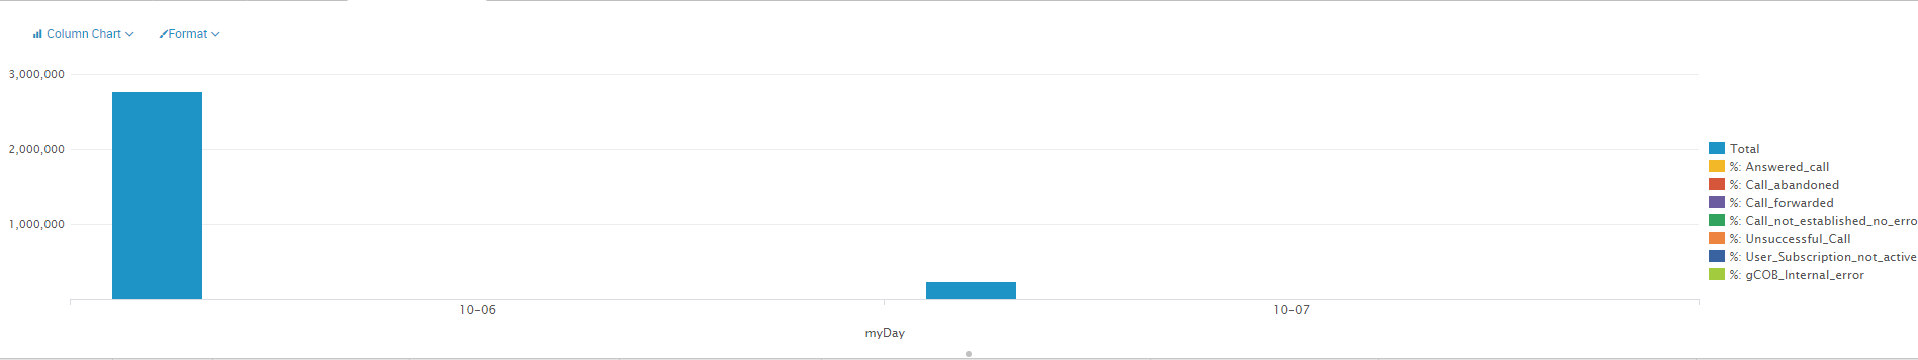 Column Chart Format
3,000,000
2,000,000
1,000,000
10-06 10-07
myDay
Total
%: Answered_call
%: Call_abandoned
%: Call_forwarded
%: Call_not_established_no_erro
%: Unsuccessful_Call
%: User_Subscription_not_active
%: gCOB_Internal_error